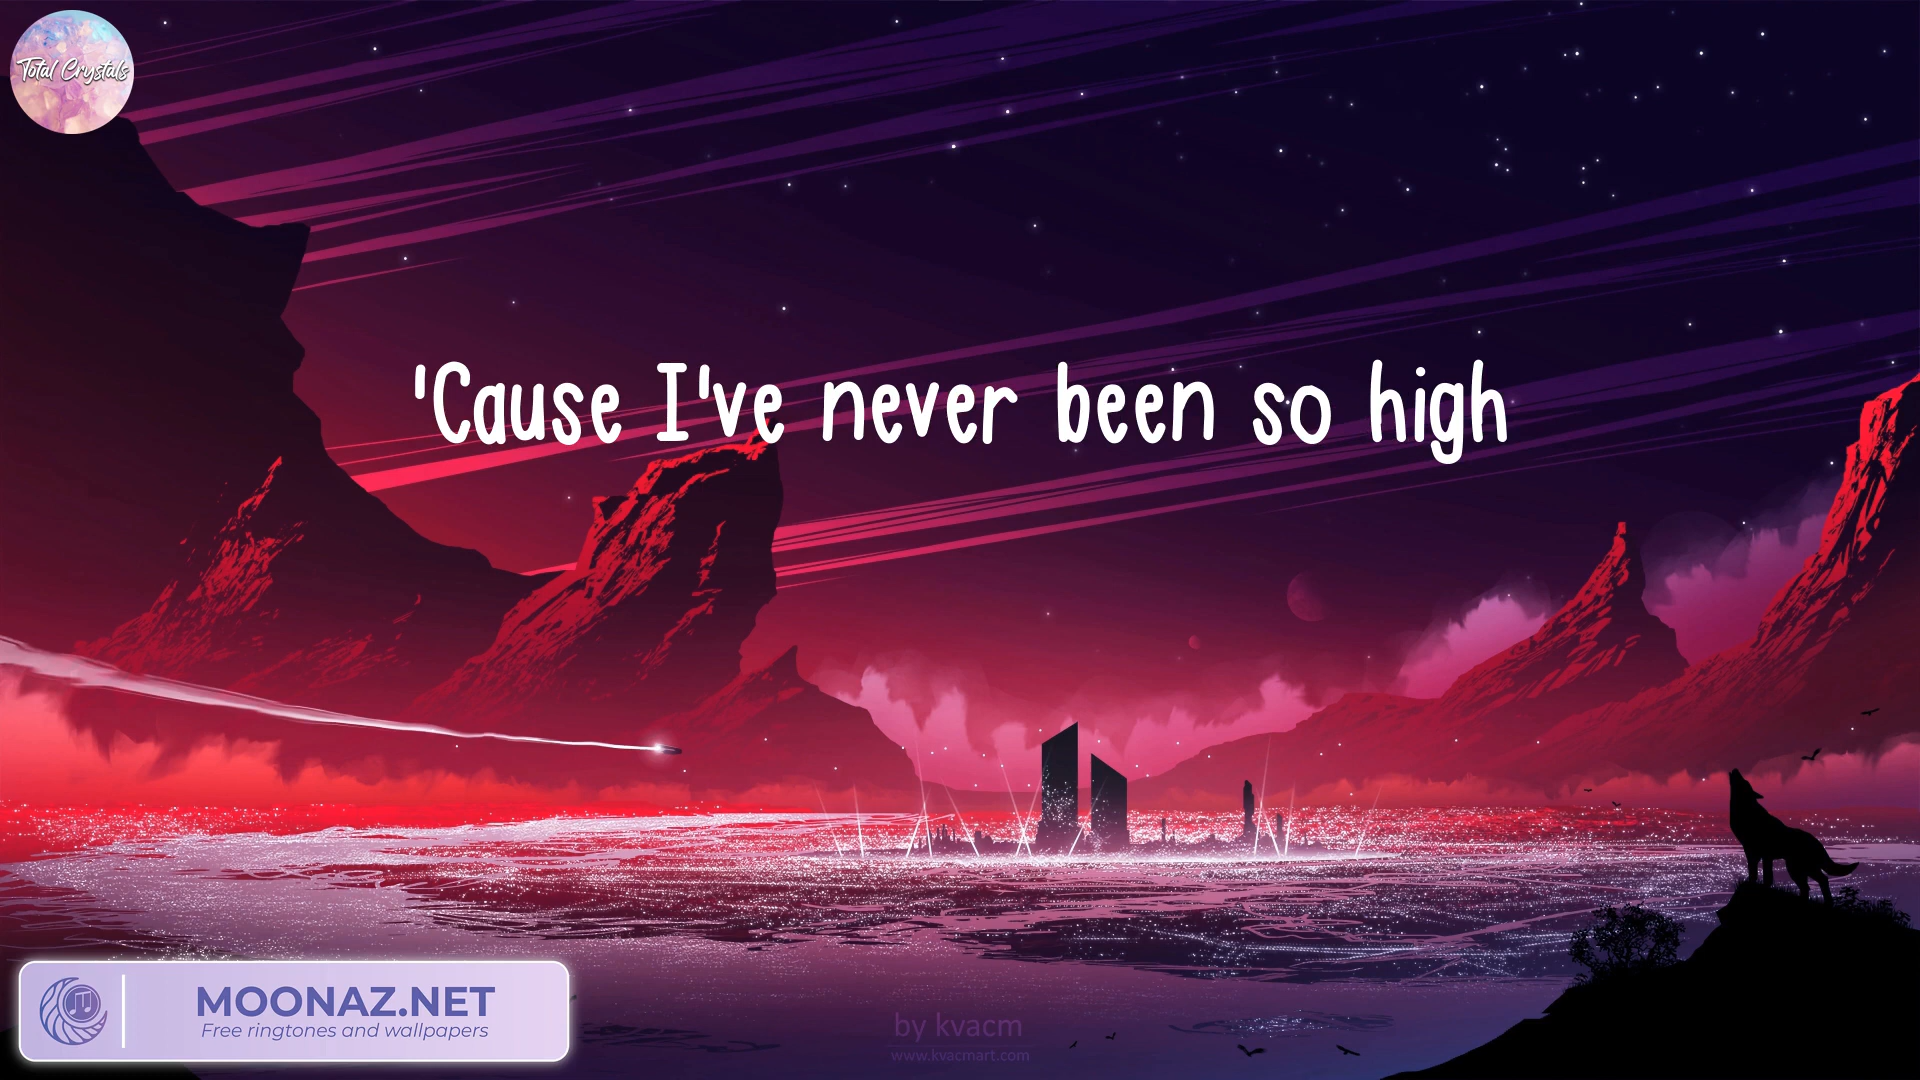 Total Crystals
'Cause I've never been so high
MOONAZ.NET
Free ringtones and wallpapers
by kvacm
www.kvacmart.com